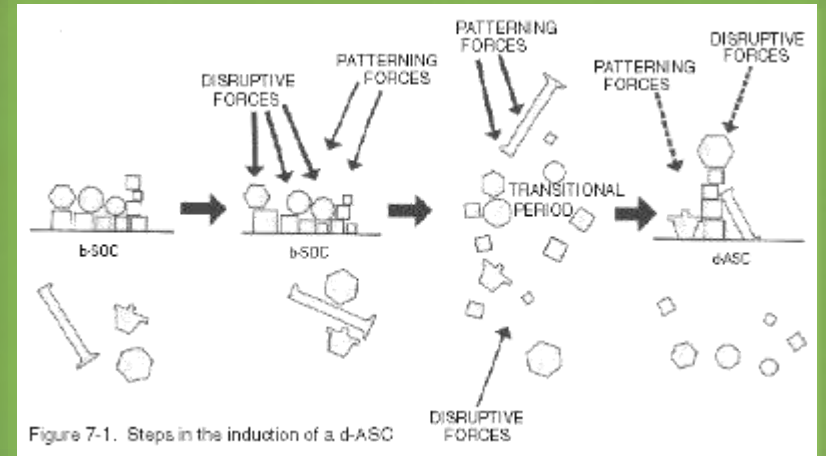 DISRUPTIVE
FORCES
PATTERNING
FORCES
PATTERNING
FORCES
PATTERNING
FORCES
DISRUPTIVE
FORCES
b-SOC
b-SOC
TRANSITIONAL
PERIOD
d-ASC
DISRUPTIVE
FORCES
Figure 7-1. Steps in the induction of a d-ASC